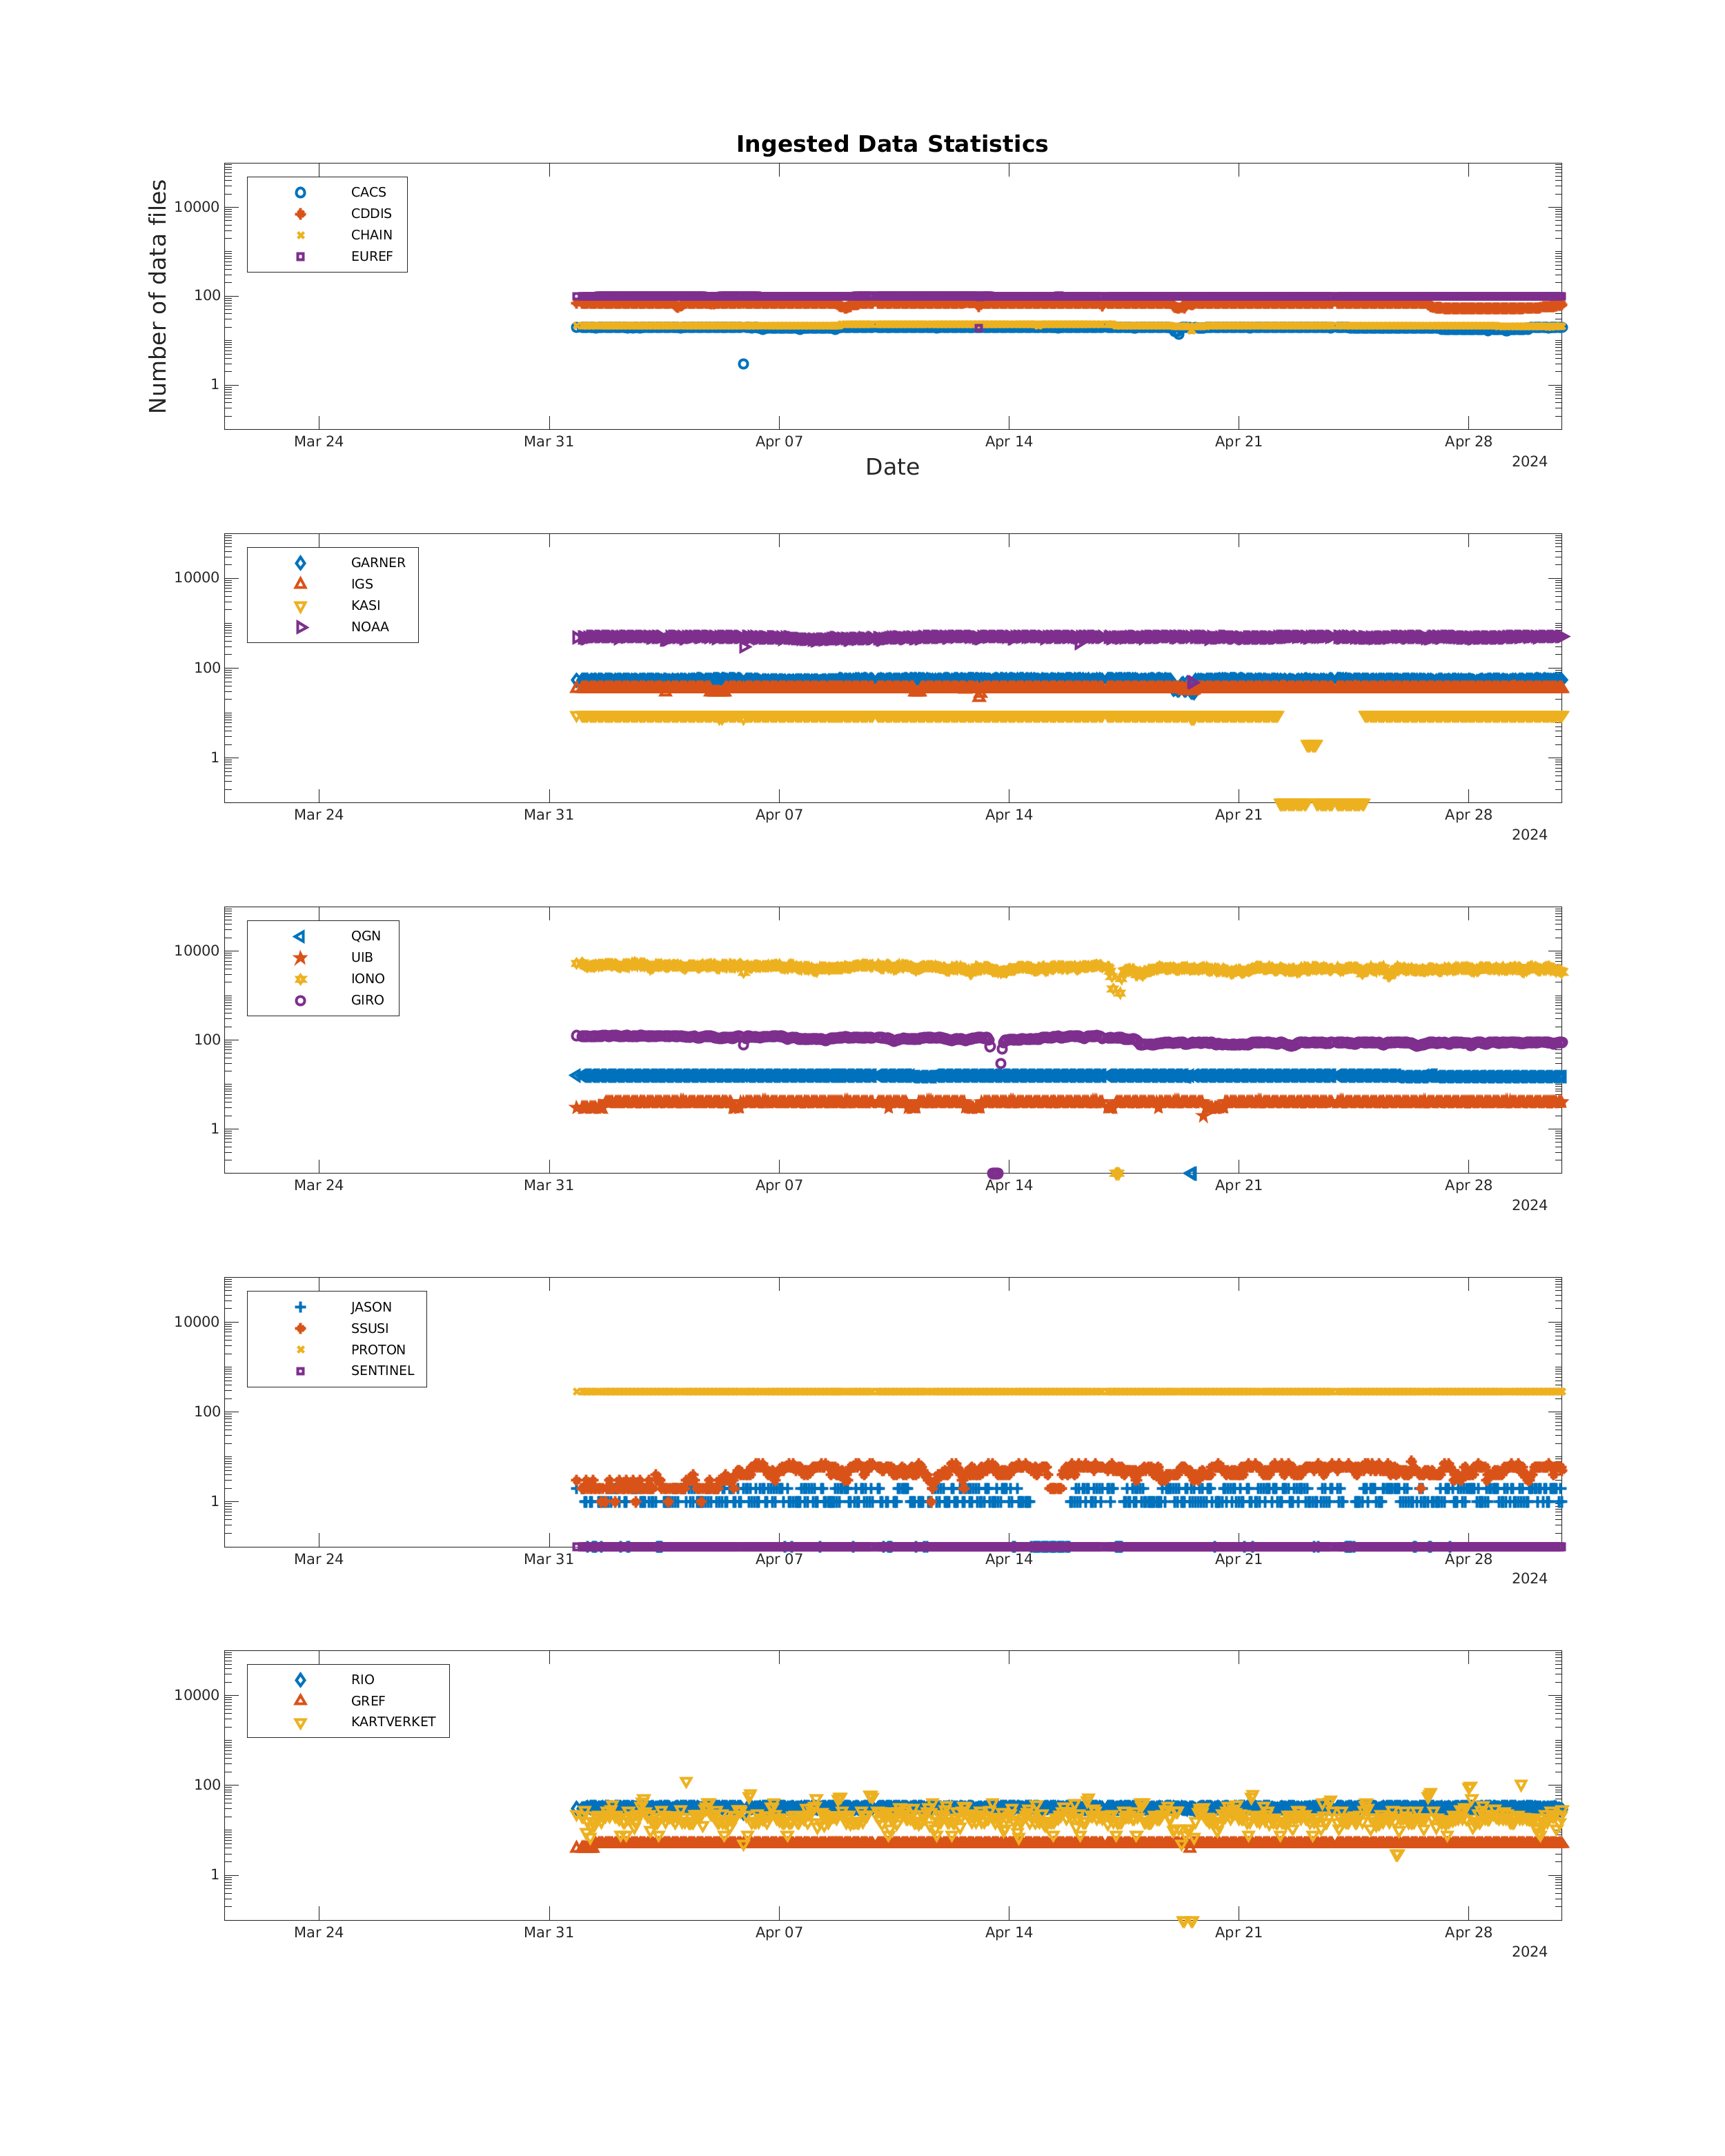 Ingested Data Statistics
Number of data files
10000
100
1
CACS
CDDIS
CHAIN
EUREF
Mar 24 Mar 31 Apr 07 Apr 14 Apr 21 Apr 28
2024
Date
10000
100
1
GARNER
IGS
KASI
NOAA
Mar 24 Mar 31 Apr 07 Apr 14 Apr 21 Apr 28
2024
10000
100
1
QGN
UIB
IONO
GIRO
Mar 24 Mar 31 Apr 07 Apr 14 Apr 21 Apr 28
2024
10000
100
1
JASON
SSUSI
PROTON
SENTINEL
Mar 24 Mar 31 Apr 07 Apr 14 Apr 21 Apr 28
2024
10000
100
1
RIO
GREF
KARTVERKET
Mar 24 Mar 31 Apr 07 Apr 14 Apr 21 Apr 28
2024